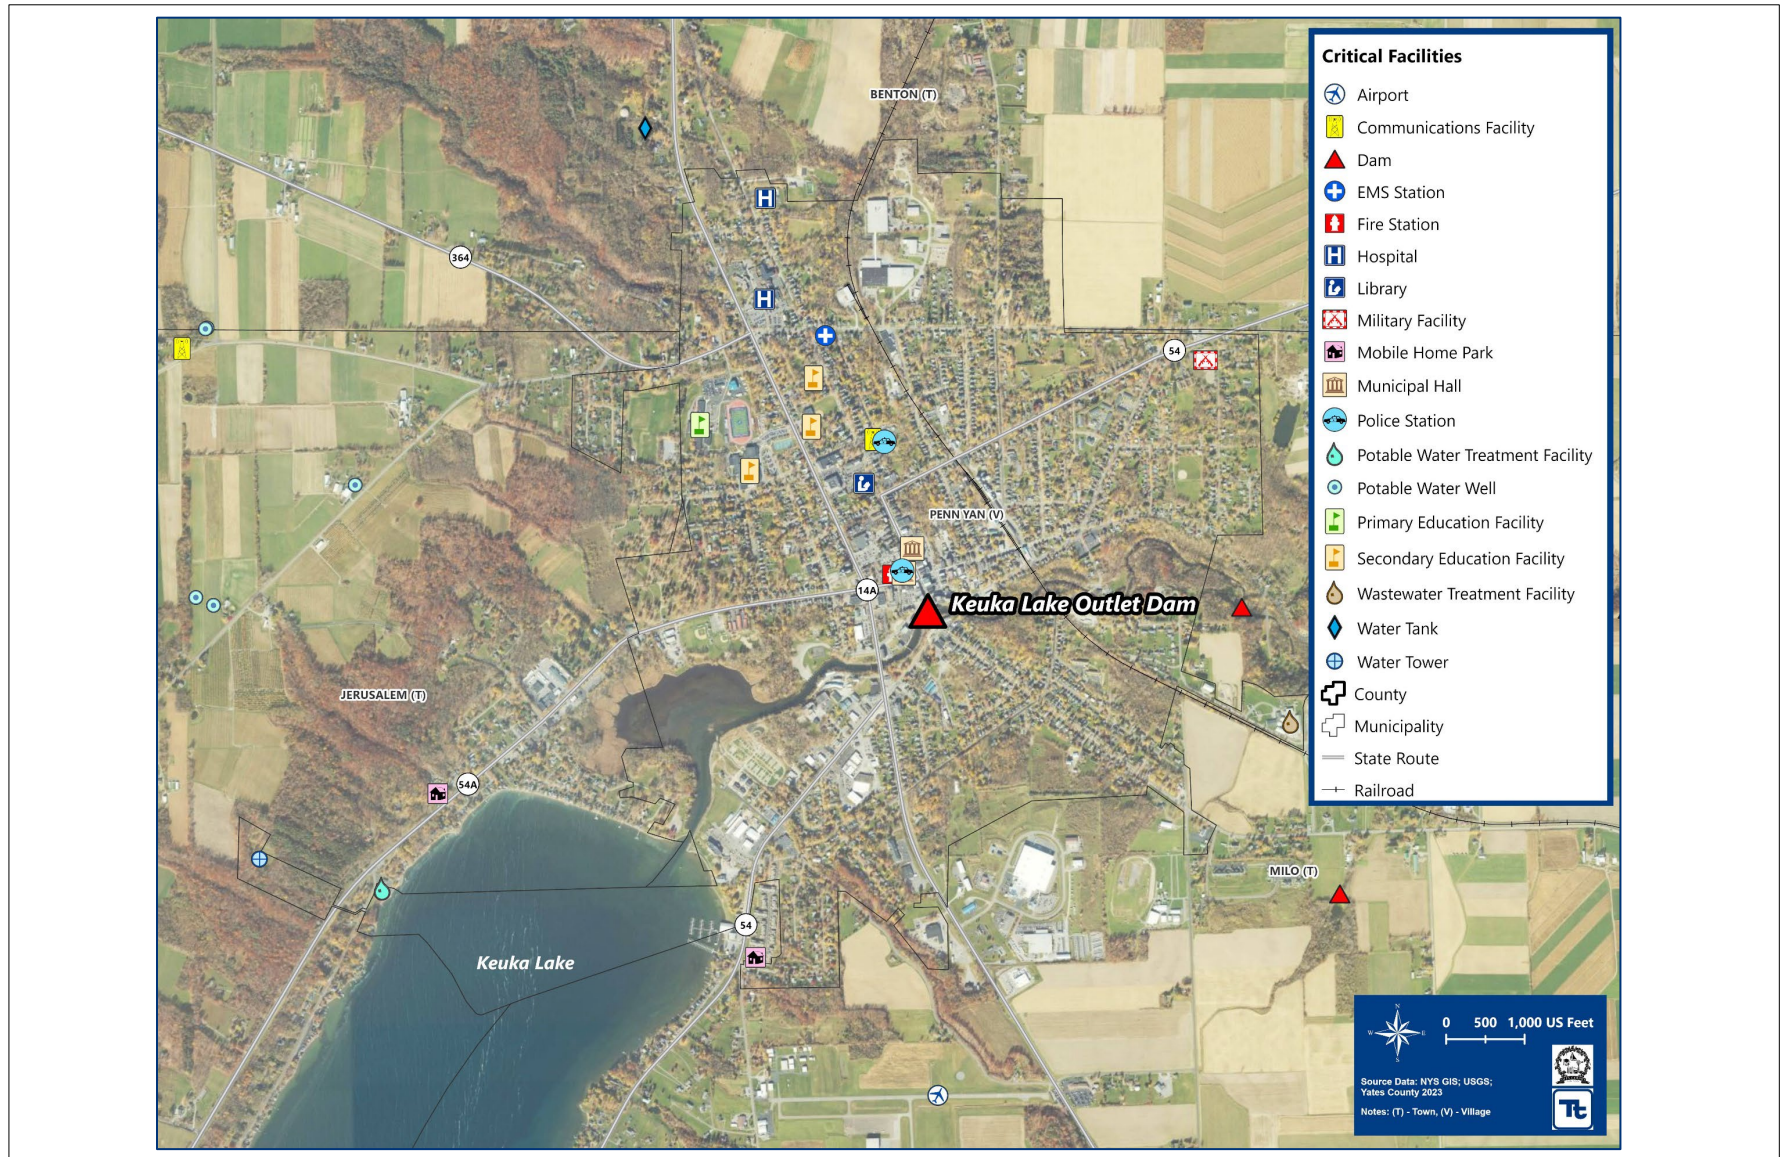 Critical Facilities
Airport
Communications Facility
Dam
EMS Station
Fire Station
Hospital
Library
Military Facility
Mobile Home Park
Municipal Hall
Police Station
Potable Water Treatment Facility
Potable Water Well
Primary Education Facility
Secondary Education Facility
Wastewater Treatment Facility
Water Tank
Water Tower
County
Municipality
State Route
Railroad
BENTON (T)
H
364
H
54
PENN YAN (V)
14A
Keuka Lake Outlet Dam
JERUSALEM (T)
54A
MILO (T)
54
Keuka Lake
N
W E
S
0 500 1,000 US Feet
Source Data: NYS GIS; USGS;
Yates County 2023
Notes: (T) - Town, (V) - Village
Tt